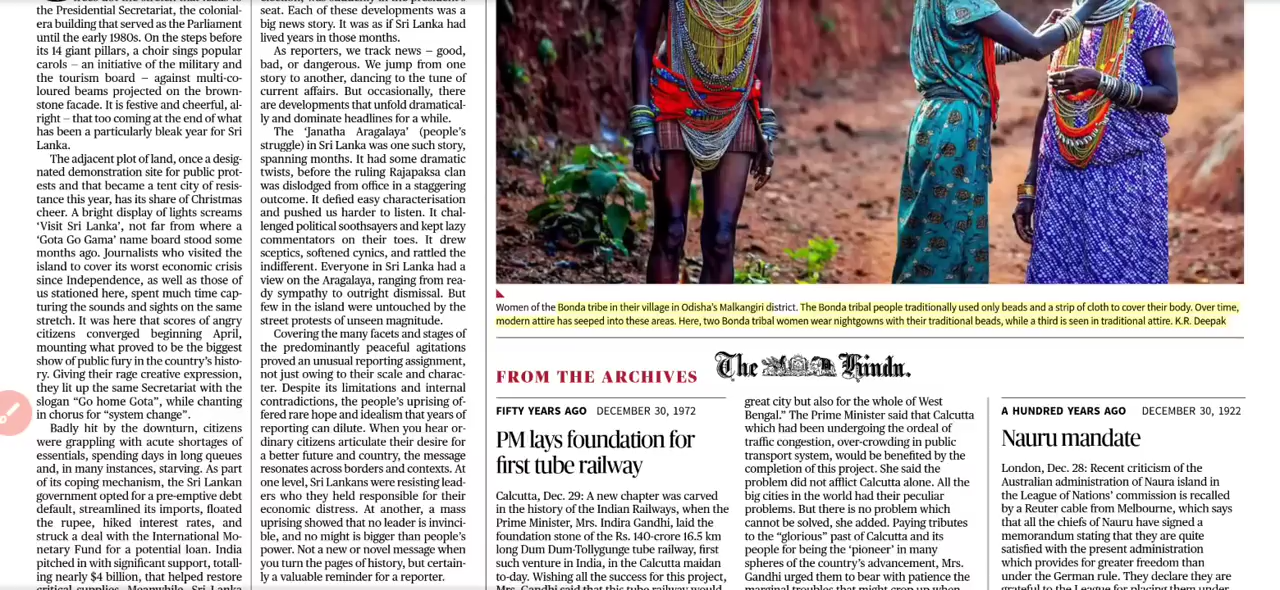 the Presidential Secretariat, the colonial-
era building that served as the Parliament
until the early 1980s. On the steps before
its 14 giant pillars, a choir sings popular
carols – an initiative of the military and
the tourism board – against multi-co-
loured beams projected on the brown-
stone facade. It is festive and cheerful, al-
right – that too coming at the end of what
has been a particularly bleak year for Sri
Lanka.
The adjacent plot of land, once a desig-
nated demonstration site for public prot-
ests and that became a tent city of resis-
tance this year, has its share of Christmas
cheer. A bright display of lights screams
‘Visit Sri Lanka’, not far from where a
‘Gota Go Gama’ name board stood some
months ago. Journalists who visited the
island to cover its worst economic crisis
since Independence, as well as those of
us stationed here, spent much time cap-
turing the sounds and sights on the same
stretch. It was here that scores of angry
citizens converged beginning April,
mounting what proved to be the biggest
show of public fury in the country’s histo-
ry. Giving their rage creative expression,
they lit up the same Secretariat with the
slogan “Go home Gota”, while chanting
in chorus for “system change”.
Badly hit by the downturn, citizens
were grappling with acute shortages of
essentials, spending days in long queues
and, in many instances, starving. As part
of its coping mechanism, the Sri Lankan
government opted for a pre-emptive debt
default, streamlined its imports, floated
the rupee, hiked interest rates, and
struck a deal with the International Mo-
netary Fund for a potential loan. India
pitched in with significant support, totall-
ing nearly $4 billion, that helped restore
critical supplies. Meanwhile, Sri Lanka
seat. Each of these developments was a
big news story. It was as if Sri Lanka had
lived years in those months.
As reporters, we track news – good,
bad, or dangerous. We jump from one
story to another, dancing to the tune of
current affairs. But occasionally, there
are developments that unfold dramatical-
ly and dominate headlines for a while.
The ‘Janatha Aragalaya’ (people’s
struggle) in Sri Lanka was one such story,
spanning months. It had some dramatic
twists, before the ruling Rajapaksa clan
was dislodged from office in a staggering
outcome. It defied easy characterisation
and pushed us harder to listen. It chal-
lenged political soothsayers and kept lazy
commentators on their toes. It drew
sceptics, softened cynics, and rattled the
indifferent. Everyone in Sri Lanka had a
view on the Aragalaya, ranging from rea-
dy sympathy to outright dismissal. But
few in the island were untouched by the
street protests of unseen magnitude.
Covering the many facets and stages of
the predominantly peaceful agitations
proved an unusual reporting assignment,
not just owing to their scale and charac-
ter. Despite its limitations and internal
contradictions, the people’s uprising of-
fered rare hope and idealism that years of
reporting can dilute. When you hear or-
dinary citizens articulate their desire for
a better future and country, the message
resonates across borders and contexts. At
one level, Sri Lankans were resisting lead-
ers who they held responsible for their
economic distress. At another, a mass
uprising showed that no leader is invinci-
ble, and no might is bigger than people’s
power. Not a new or novel message when
you turn the pages of history, but certain-
ly a valuable reminder for a reporter.
Women of the Bonda tribe in their village in Odisha’s Malkangiri district. The Bonda tribal people traditionally used only beads and a strip of cloth to cover their body. Over time,
modern attire has seeped into these areas. Here, two Bonda tribal women wear nightgowns with their traditional beads, while a third is seen in traditional attire. K.R. Deepak
FROM THE ARCHIVES
The Hindu.
FIFTY YEARS AGO DECEMBER 30, 1972
PM lays foundation for
first tube railway
Calcutta, Dec. 29: A new chapter was carved
in the history of the Indian Railways, when the
Prime Minister, Mrs. Indira Gandhi, laid the
foundation stone of the Rs. 140-crore 16.5 km
long Dum Dum-Tollygunge tube railway, first
such venture in India, in the Calcutta maidan
to-day. Wishing all the success for this project,
Mrs. Gandhi said that this tube railway would
great city but also for the whole of West
Bengal.” The Prime Minister said that Calcutta
which had been undergoing the ordeal of
traffic congestion, over-crowding in public
transport system, would be benefited by the
completion of this project. She said the
problem did not afflict Calcutta alone. All the
big cities in the world had their peculiar
problems. But there is no problem which
cannot be solved, she added. Paying tributes
to the “glorious” past of Calcutta and its
people for being the ‘pioneer’ in many
spheres of the country’s advancement, Mrs.
Gandhi urged them to bear with patience the
marginal troubles that might crop up when
A HUNDRED YEARS AGO DECEMBER 30, 1922
Nauru mandate
London, Dec. 28: Recent criticism of the
Australian administration of Naura island in
the League of Nations’ commission is recalled
by a Reuter cable from Melbourne, which says
that all the chiefs of Nauru have signed a
memorandum stating that they are quite
satisfied with the present administration
which provides for greater freedom than
under the German rule. They declare they are
grateful to the League for placing them under